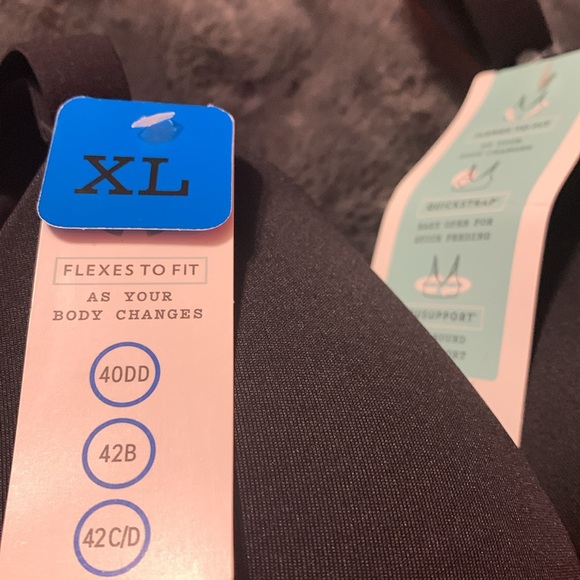 XL
FLEXES TO FIT
AS YOUR
BODY CHANGES
40DD
42B
42C/D
QUICKSTRAP
EASY OPEN FOR
QUICK FEEDING